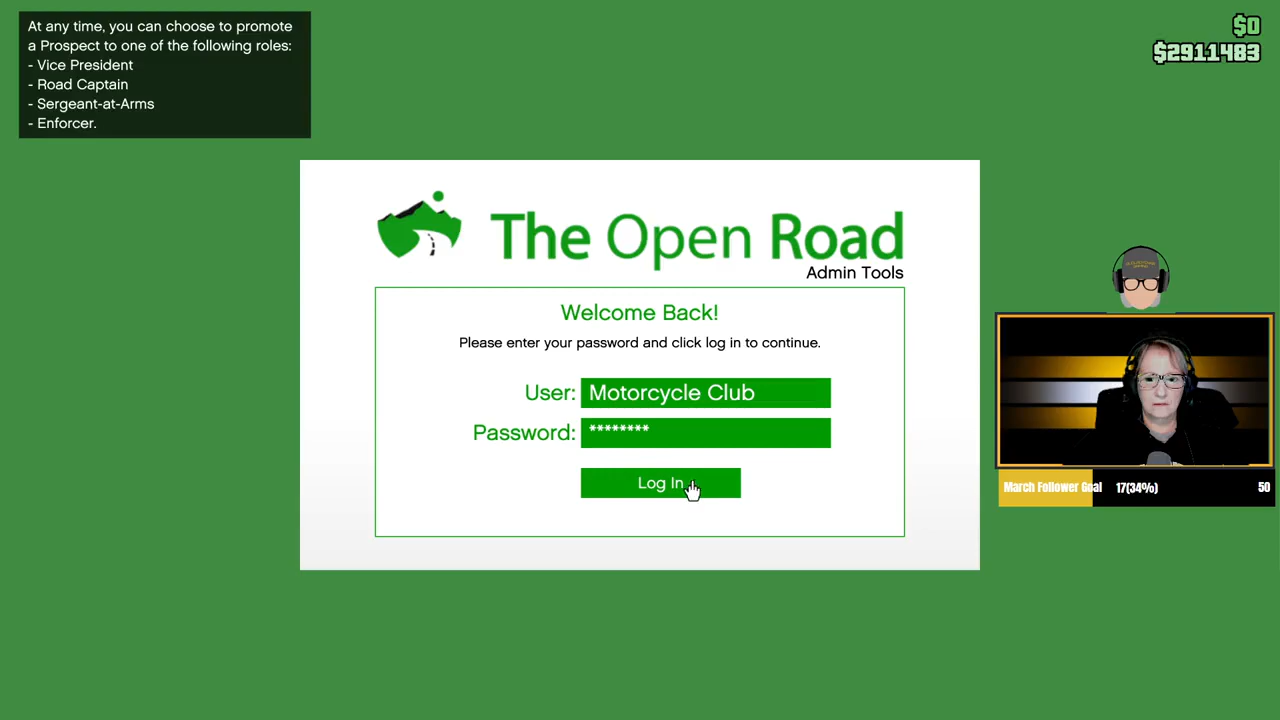 At any time, you can choose to promote
a Prospect to one of the following roles:
- Vice President
- Road Captain
- Sergeant-at-Arms
- Enforcer.
$0
$2911483
The Open Road
Admin Tools
Welcome Back!
Please enter your password and click log in to continue.
User: Motorcycle Club
Password: ********
Log In
March Follower Goal 17(34%) 50